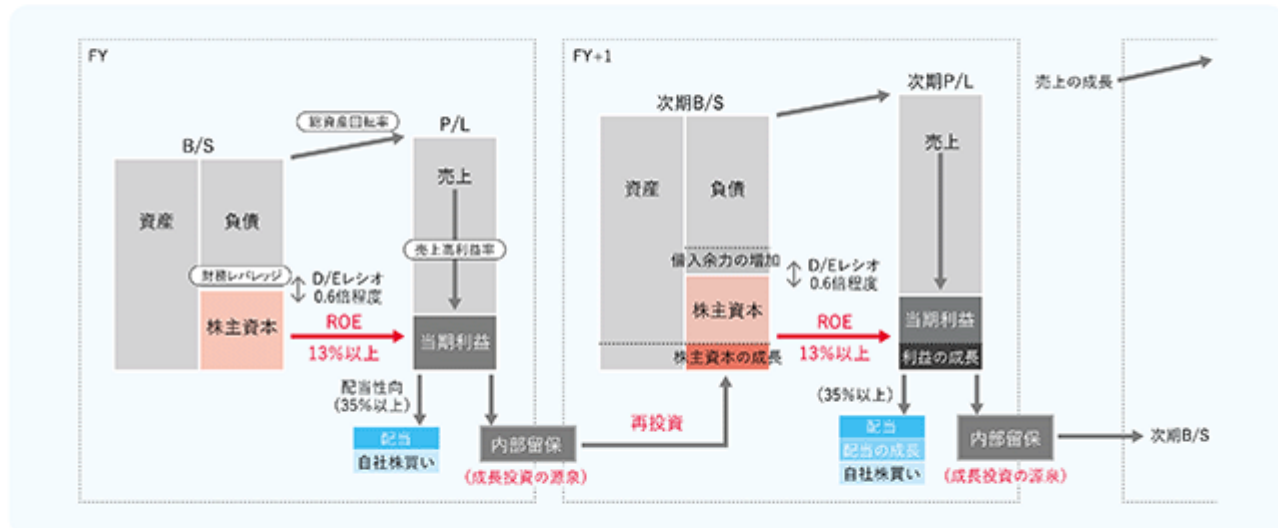 FY
B/S
資産
負債
財務レバレッジ
株主資本
D/Eレシオ
0.6倍程度
総資産回転率
P/L
売上
売上高利益率
ROE
13%以上
当期利益
配当性向
(35%以上)
配当
自社株買い
内部留保
(成長投資の源泉)
再投資
FY+1
次期B/S
資産
負債
借入余力の増加
株主資本
株主資本の成長
D/Eレシオ
0.6倍程度
次期P/L
売上
ROE
13%以上
当期利益
利益の成長
(35%以上)
配当
配当の成長
自社株買い
内部留保
(成長投資の源泉)
売上の成長
次期B/S